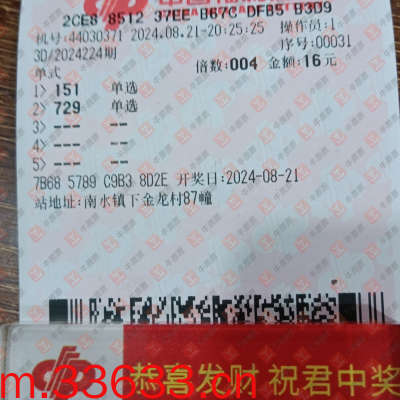 2CE8 8512 37EE B67C DFB5 B3D9
机号:44030371 2024.08.21-20:25:25 操作员:1
3D/2024224期 序号:00031
单式 倍数:004 金额:16元
1> 151 单选
2> 729 单选
3> --- --
4> --- --
5> --- --
7B68 5789 C9B3 8D2E 开奖日:2024-08-21
站地址:南水镇下金龙村87幢
恭喜发财 祝君中奖
m.33633.cn